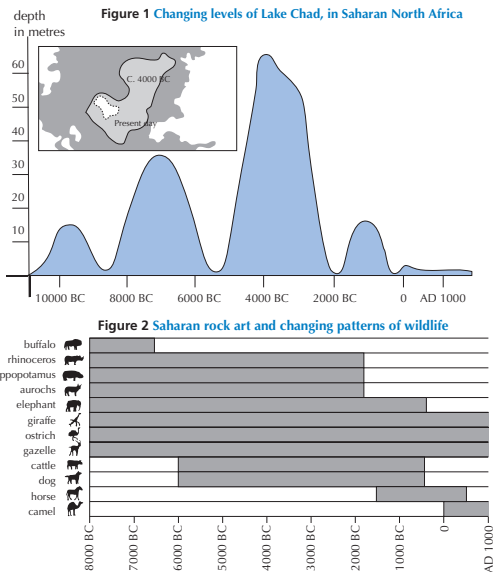 Figure 1 Changing levels of Lake Chad, in Saharan North Africa
depth
in metres
60
50
40
30
20
10
C. 4000 BC
Present day
10000 BC 8000 BC 6000 BC 4000 BC 2000 BC 0 AD 1000
Figure 2 Saharan rock art and changing patterns of wildlife
buffalo
rhinoceros
ppopotamus
aurochs
elephant
giraffe
ostrich
gazelle
cattle
dog
horse
camel
8000 BC 7000 BC 6000 BC 5000 BC 4000 BC 3000 BC 2000 BC 1000 BC 0 AD 1000